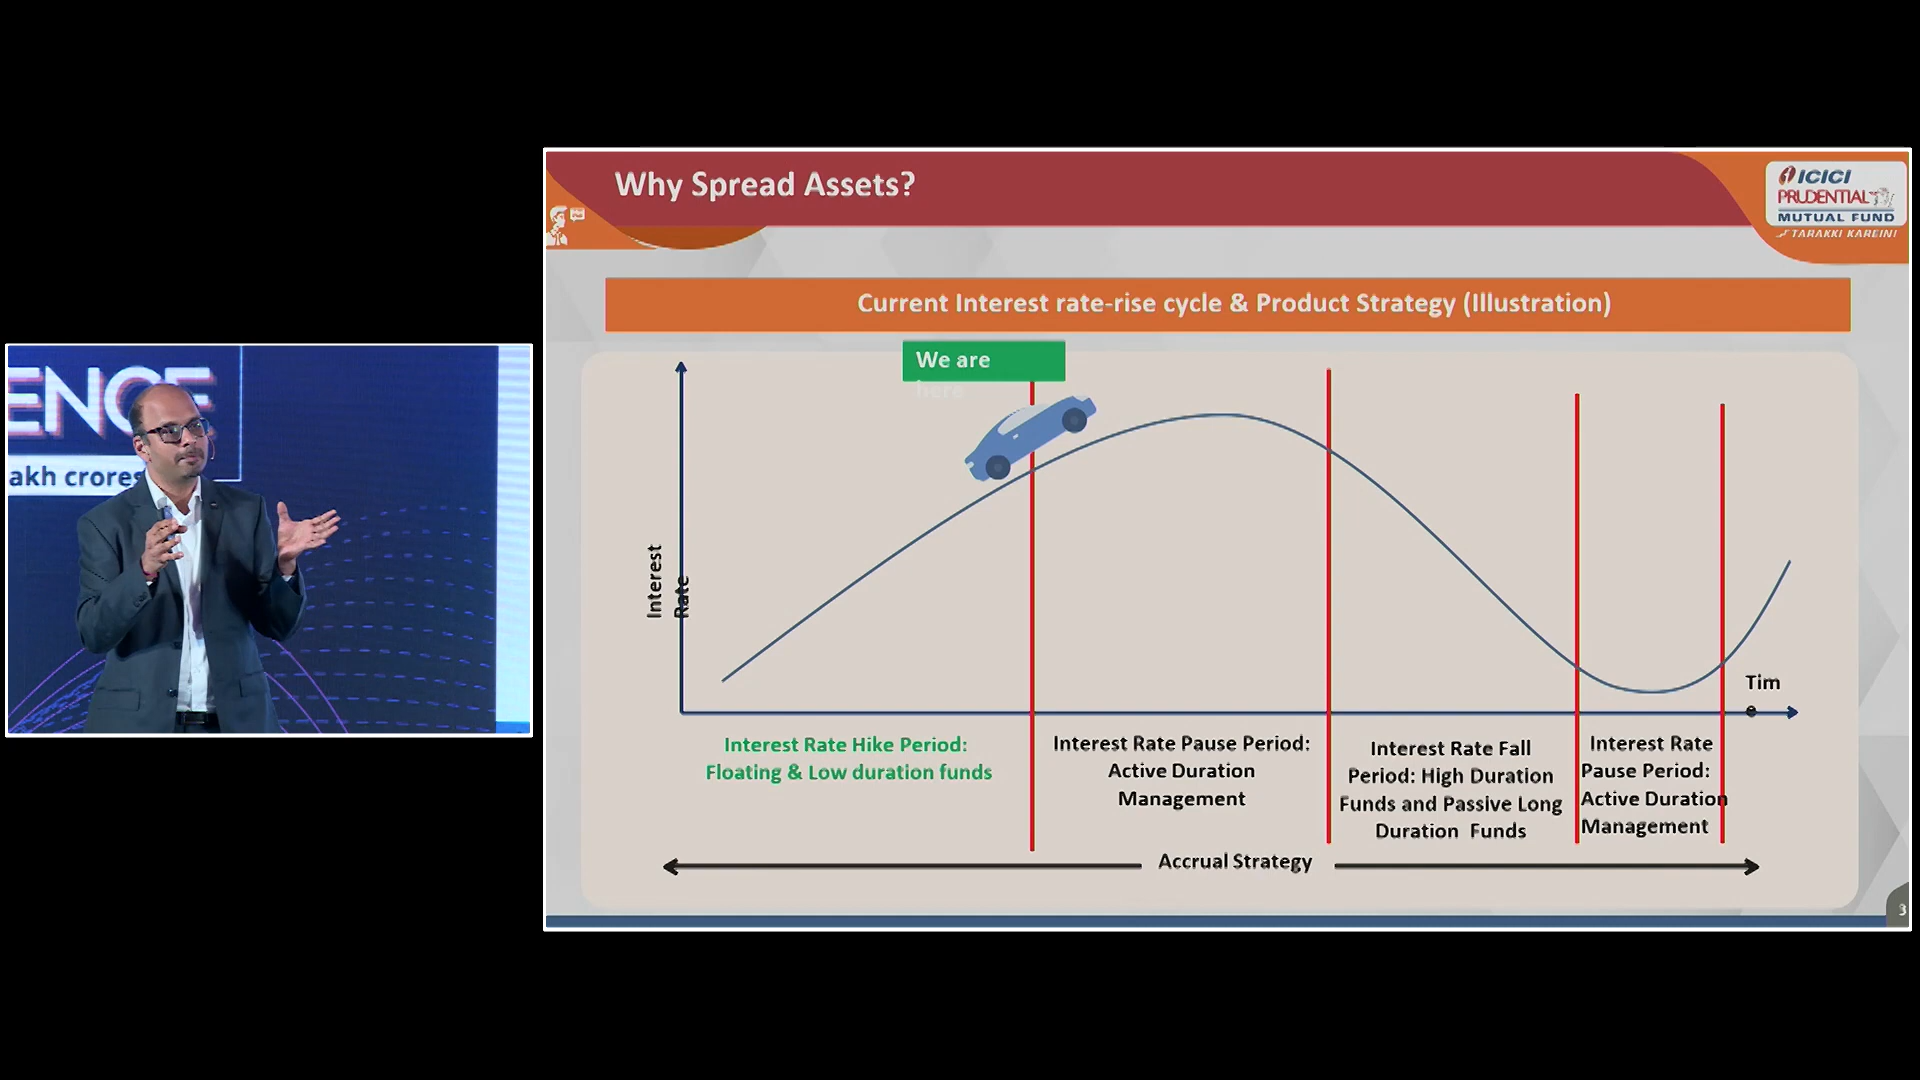 ENCE
akh crores
Why Spread Assets?
ICICI
PRUDENTIAL
MUTUAL FUND
TARAKKI KAREIN!
Current Interest rate-rise cycle & Product Strategy (Illustration)
We are
here
Interest
Rate
Tim
e
Interest Rate Hike Period:
Floating & Low duration funds
Interest Rate Pause Period:
Active Duration
Management
Interest Rate Fall
Period: High Duration
Funds and Passive Long
Duration Funds
Interest Rate
Pause Period:
Active Duration
Management
Accrual Strategy
3